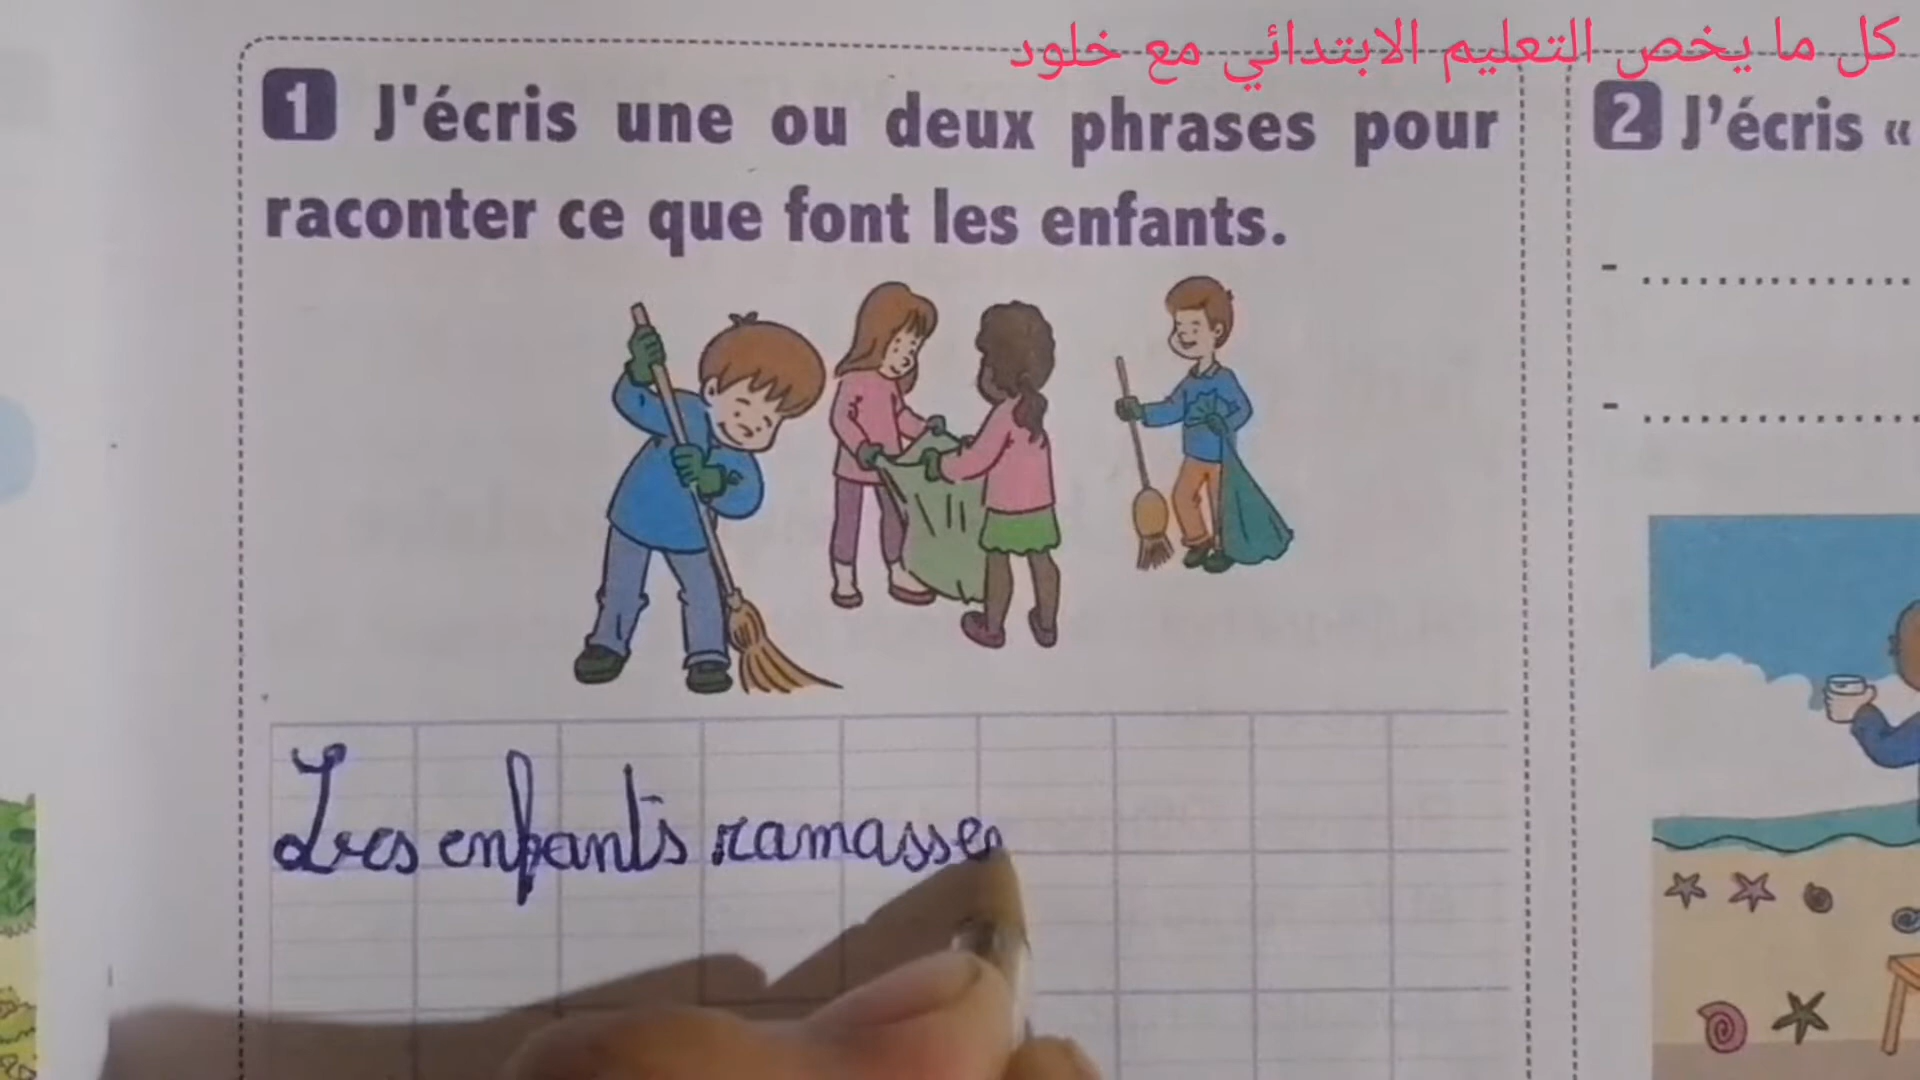 كل ما يخص التعليم الابتدائي مع خلود
1 J'écris une ou deux phrases pour
raconter ce que font les enfants.
Les enfants ramassen
2 J'écris «
- ....................
- ....................